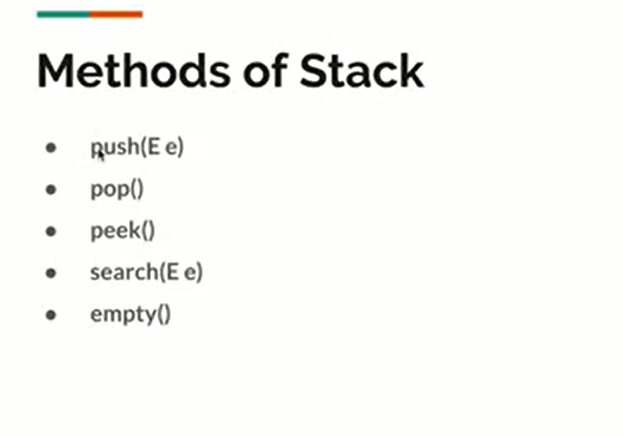 Methods of Stack
● push(E e)
● pop()
● peek()
● search(E e)
● empty()